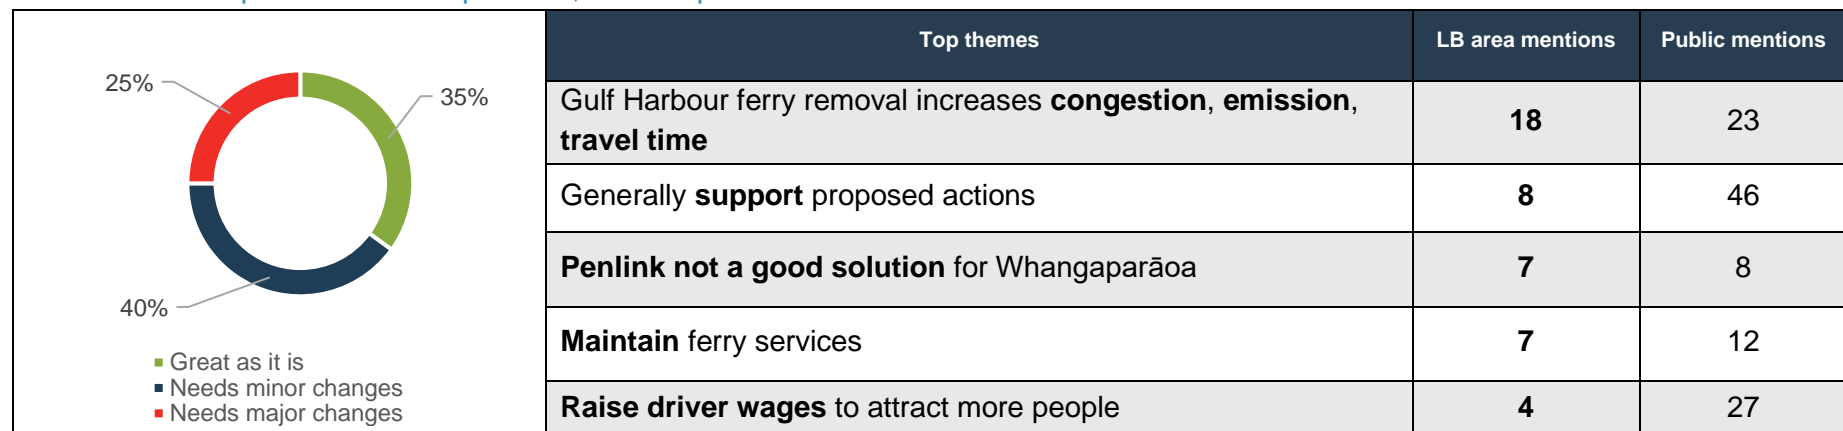 25%
35%
40%
Great as it is
Needs minor changes
Needs major changes
Top themes LB area mentions Public mentions
Gulf Harbour ferry removal increases congestion, emission,
travel time 18 23
Generally support proposed actions 8 46
Penlink not a good solution for Whangaparāoa 7 8
Maintain ferry services 7 12
Raise driver wages to attract more people 4 27